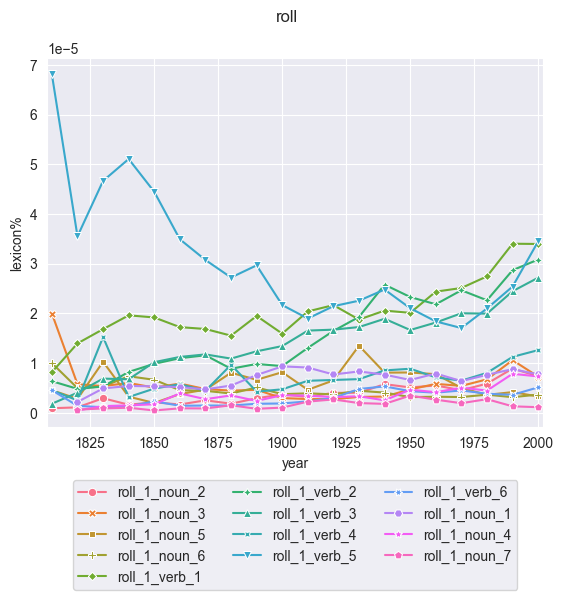 roll
1e−5
7
6
5
4
3
2
1
0
lexicon%
1825 1850 1875 1900 1925 1950 1975 2000
year
roll_1_noun_2 roll_1_verb_2 roll_1_verb_6
roll_1_noun_3 roll_1_verb_3 roll_1_noun_1
roll_1_noun_5 roll_1_verb_4 roll_1_noun_4
roll_1_noun_6 roll_1_verb_5 roll_1_noun_7
roll_1_verb_1